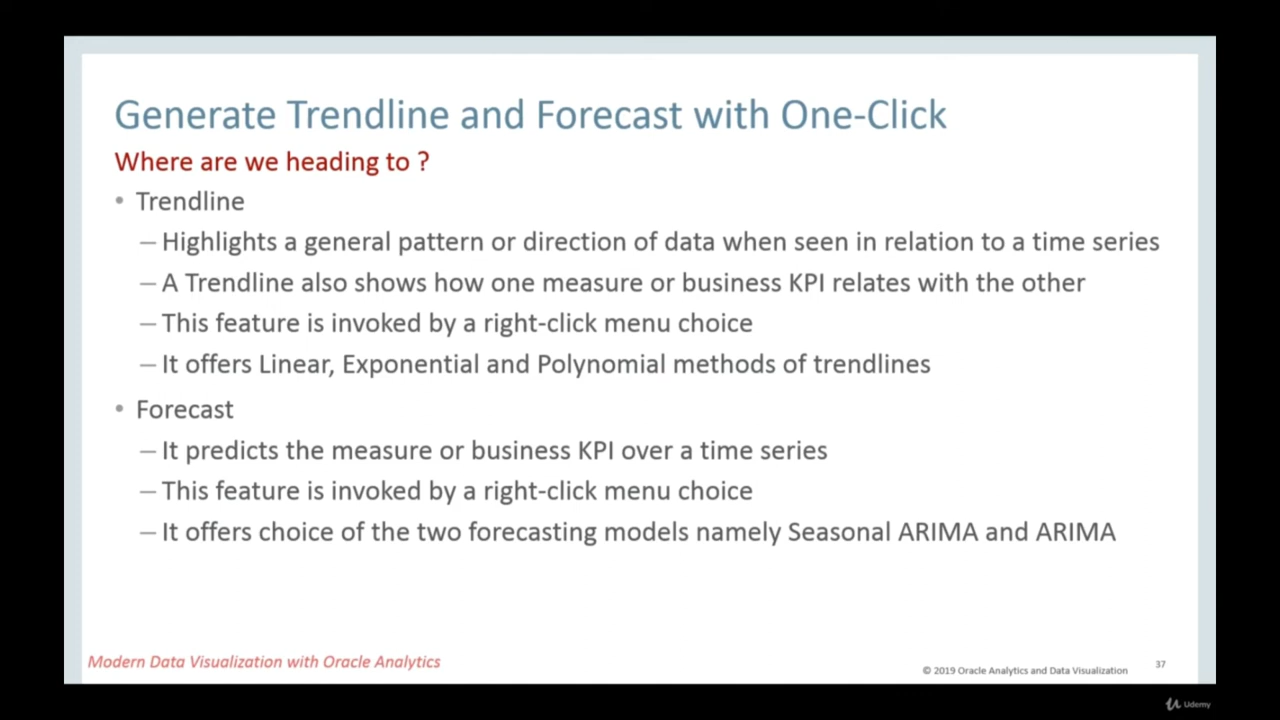 Generate Trendline and Forecast with One-Click
Where are we heading to ?
• Trendline
– Highlights a general pattern or direction of data when seen in relation to a time series
– A Trendline also shows how one measure or business KPI relates with the other
– This feature is invoked by a right-click menu choice
– It offers Linear, Exponential and Polynomial methods of trendlines
• Forecast
– It predicts the measure or business KPI over a time series
– This feature is invoked by a right-click menu choice
– It offers choice of the two forecasting models namely Seasonal ARIMA and ARIMA
Modern Data Visualization with Oracle Analytics
© 2019 Oracle Analytics and Data Visualization
37
Udemy